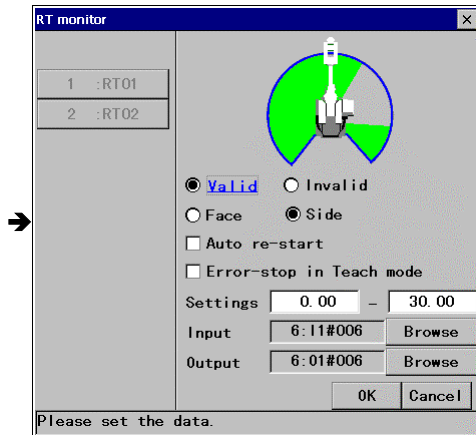 RT monitor
1 :RT01
2 :RT02
Valid Invalid
Face Side
Auto re-start
Error-stop in Teach mode
Settings 0.00 – 30.00
Input 6:I1#006 Browse
Output 6:O1#006 Browse
OK Cancel
Please set the data.